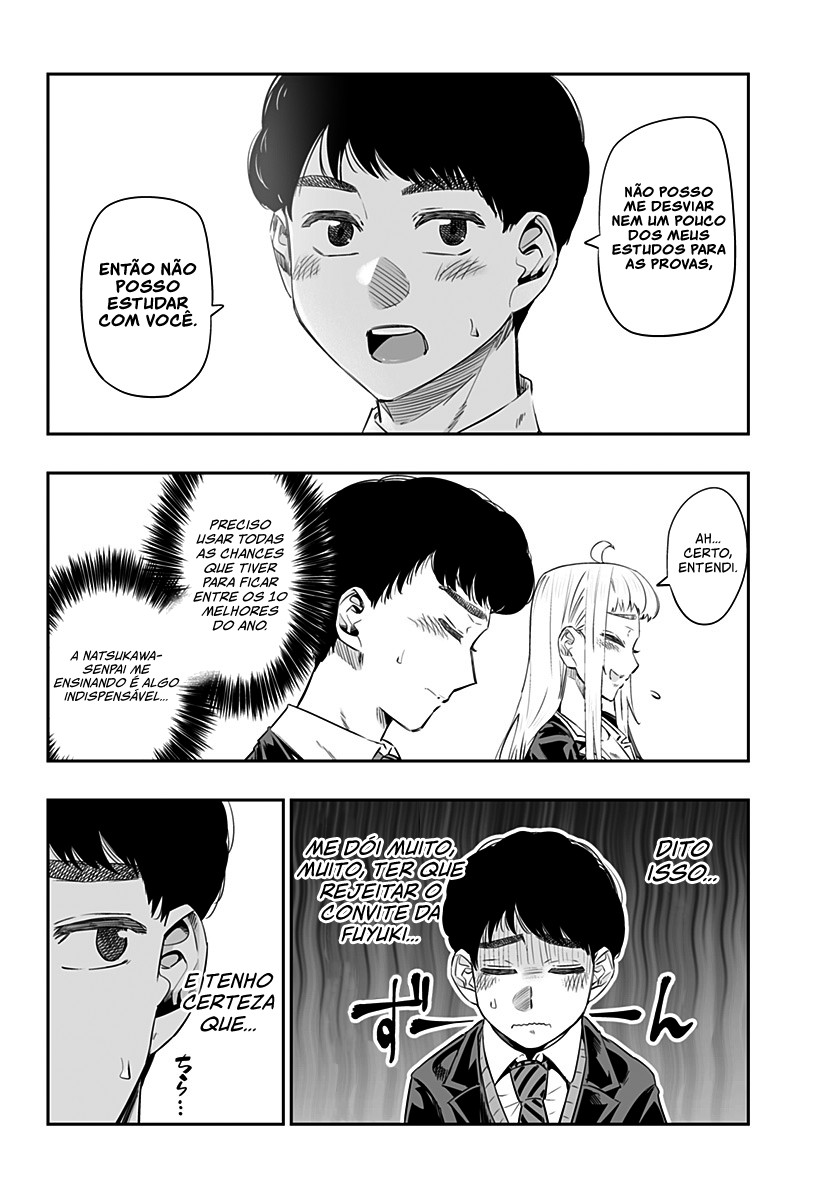 NÃO POSSO
ME DESVIAR
NEM UM POUCO
DOS MEUS
ESTUDOS PARA
AS PROVAS,
ENTÃO NÃO
POSSO
ESTUDAR
COM VOCÊ.
AH...
CERTO,
ENTENDI.
PRECISO
USAR TODAS
AS CHANCES
QUE TIVER
PARA FICAR
ENTRE OS 10
MELHORES
DO ANO.
A NATSUKAWA-
SENPAI ME
ENSINANDO É ALGO
INDISPENSÁVEL...
DITO
ISSO...
ME DÓI MUITO,
MUITO, TER QUE
REJEITAR O
CONVITE DA
FUYUKI...
ずーーん
E TENHO
CERTEZA
QUE...
ちら…